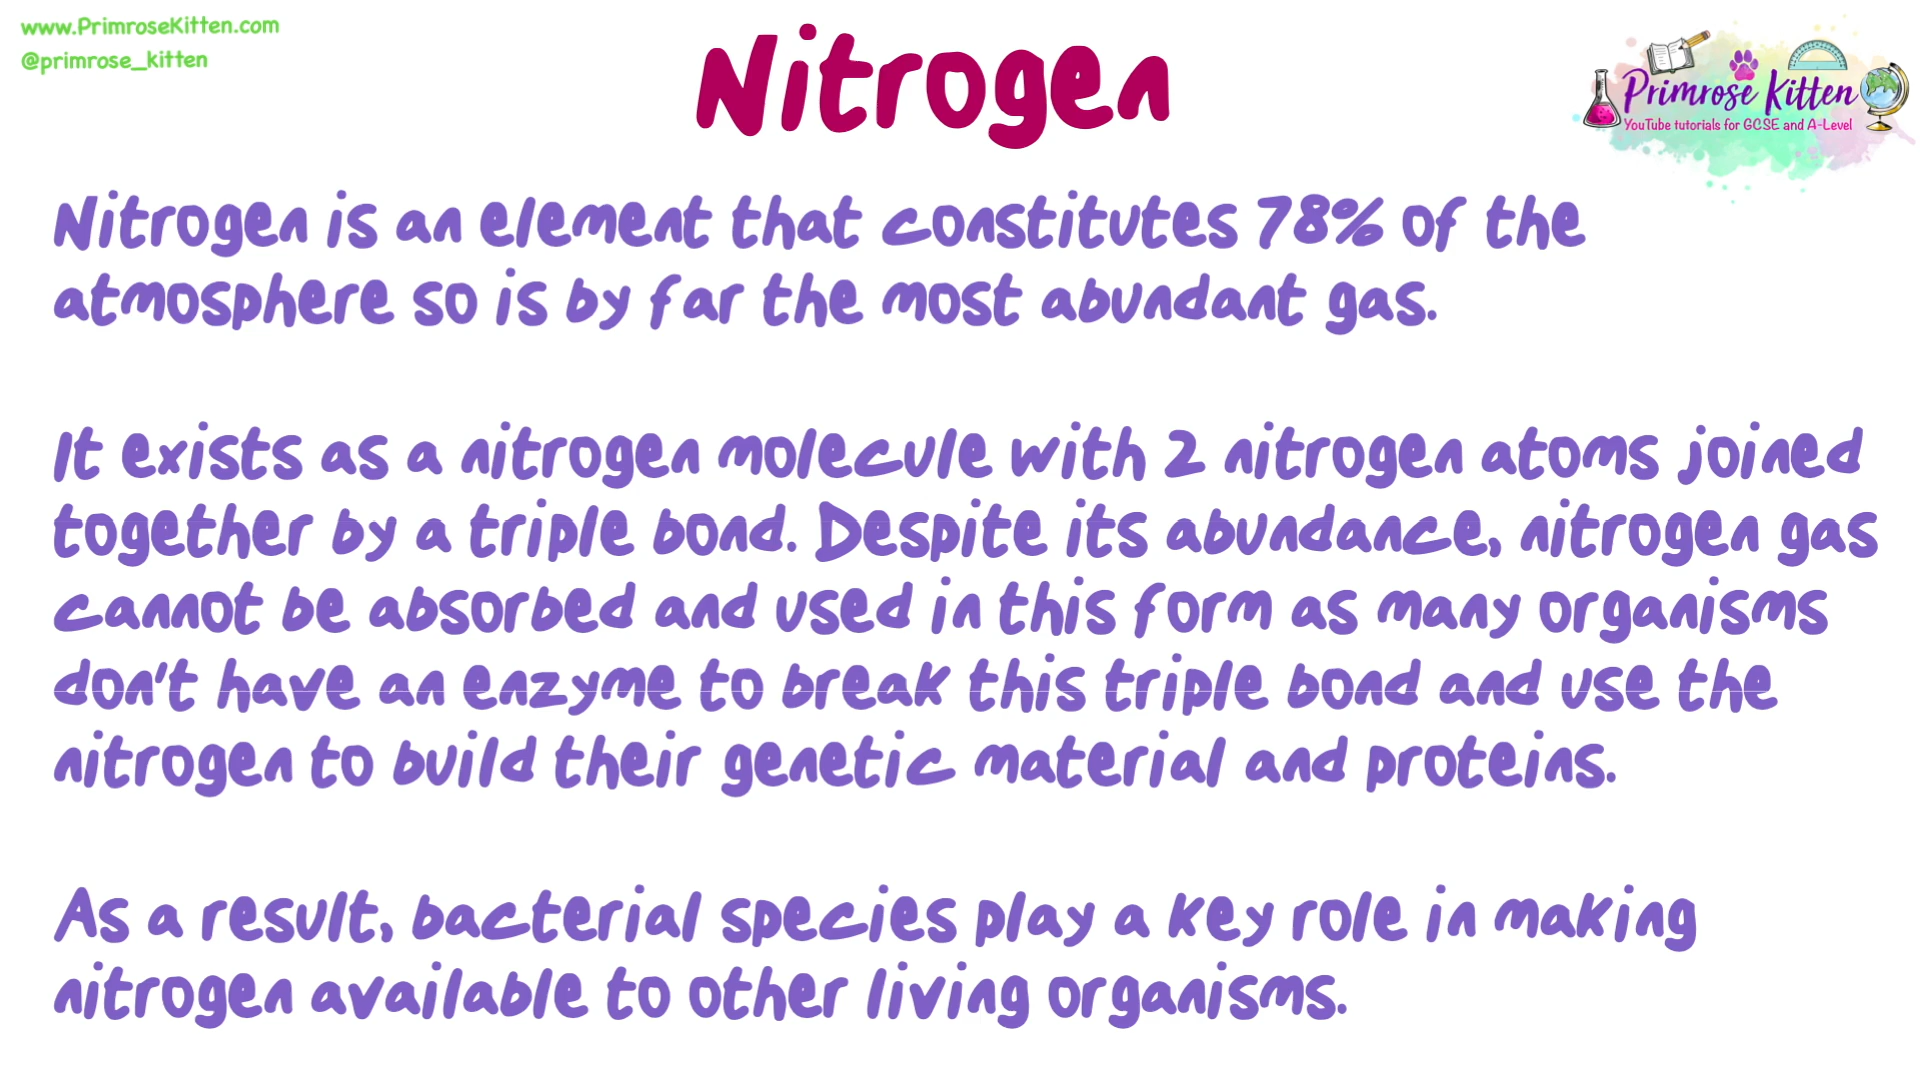 www.PrimroseKitten.com
@primrose_kitten
Nitrogen
Primrose Kitten
YouTube tutorials for GCSE and A-Level
Nitrogen is an element that constitutes 78% of the
atmosphere so is by far the most abundant gas.
It exists as a nitrogen molecule with 2 nitrogen atoms joined
together by a triple bond. Despite its abundance, nitrogen gas
cannot be absorbed and used in this form as many organisms
don't have an enzyme to break this triple bond and use the
nitrogen to build their genetic material and proteins.
As a result, bacterial species play a key role in making
nitrogen available to other living organisms.